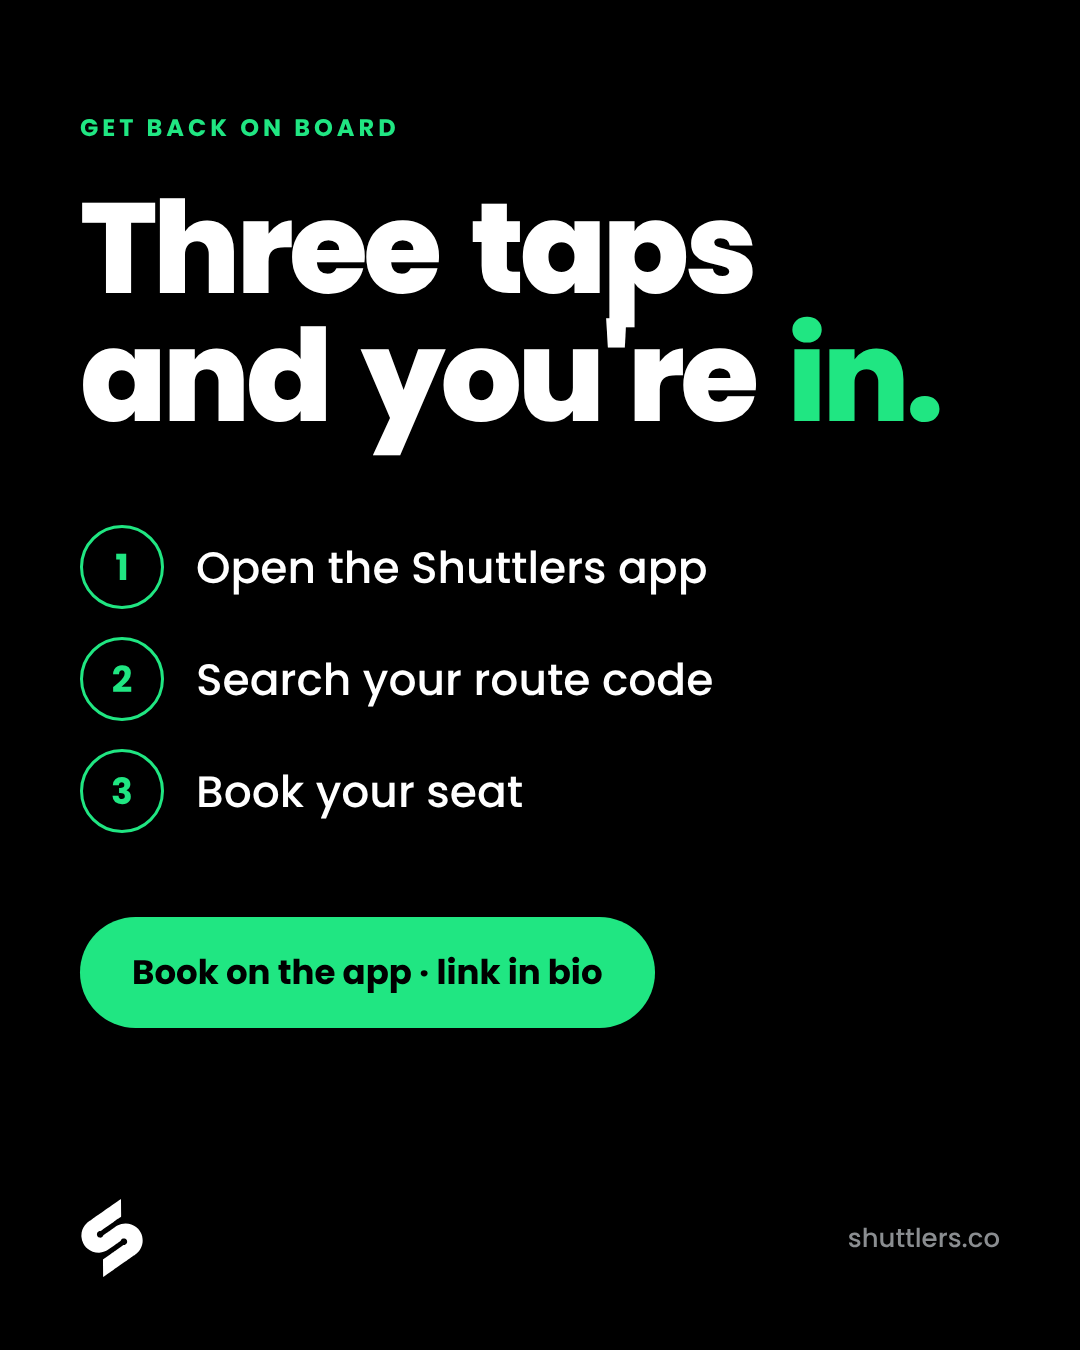 GET BACK ON BOARD
Three taps
and you're in.
1 Open the Shuttlers app
2 Search your route code
3 Book your seat
Book on the app · link in bio
shuttlers.co